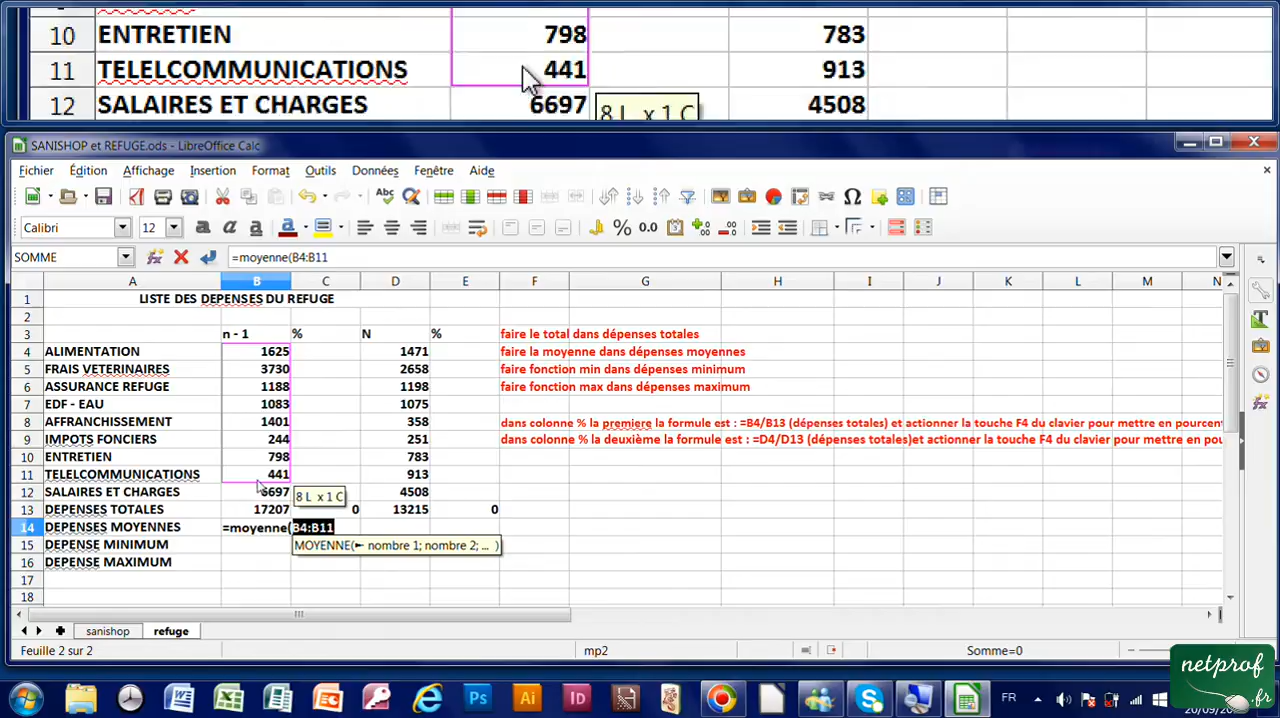 10 ENTRETIEN 798 783
11 TELELCOMMUNICATIONS 441 913
12 SALAIRES ET CHARGES 6697 4508
8 L x 1 C
SANISHOP et REFUGE.ods - LibreOffice Calc
Fichier Édition Affichage Insertion Format Outils Données Fenêtre Aide
Calibri 12
SOMME =moyenne(B4:B11
A B C D E F G H I J K L M N
1 LISTE DES DEPENSES DU REFUGE
2
3 n - 1 % N % faire le total dans dépenses totales
4 ALIMENTATION 1625 1471 faire la moyenne dans dépenses moyennes
5 FRAIS VETERINAIRES 3730 2658 faire fonction min dans dépenses minimum
6 ASSURANCE REFUGE 1188 1198 faire fonction max dans dépenses maximum
7 EDF - EAU 1083 1075
8 AFFRANCHISSEMENT 1401 358 dans colonne % la premiere la formule est : =B4/B13 (dépenses totales) et actionner la touche F4 du clavier pour mettre en pourcen
9 IMPOTS FONCIERS 244 251 dans colonne % la deuxième la formule est : =D4/D13 (dépenses totales)et actionner la touche F4 du clavier pour mettre en pou
10 ENTRETIEN 798 783
11 TELELCOMMUNICATIONS 441 913
12 SALAIRES ET CHARGES 6697 4508
8 L x 1 C
13 DEPENSES TOTALES 17207 0 13215 0
14 DEPENSES MOYENNES =moyenne(B4:B11
15 DEPENSE MINIMUM MOYENNE( nombre 1; nombre 2; ... )
16 DEPENSE MAXIMUM
17
18
sanishop refuge
Feuille 2 sur 2 mp2 Somme=0
FR
netprof.fr